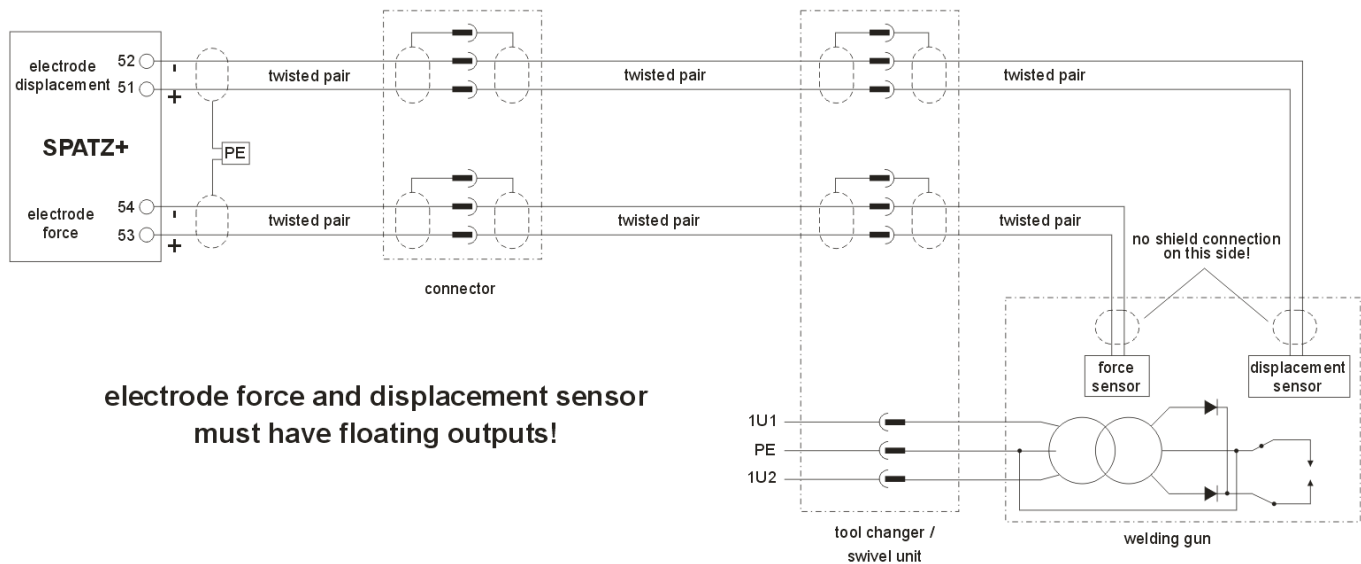 electrode
displacement
52
51
-
+
SPATZ+
PE
electrode
force
54
53
-
+
twisted pair
twisted pair
twisted pair
twisted pair
twisted pair
twisted pair
no shield connection
on this side!
connector
force
sensor
displacement
sensor
electrode force and displacement sensor
must have floating outputs!
1U1
PE
1U2
tool changer /
swivel unit
welding gun